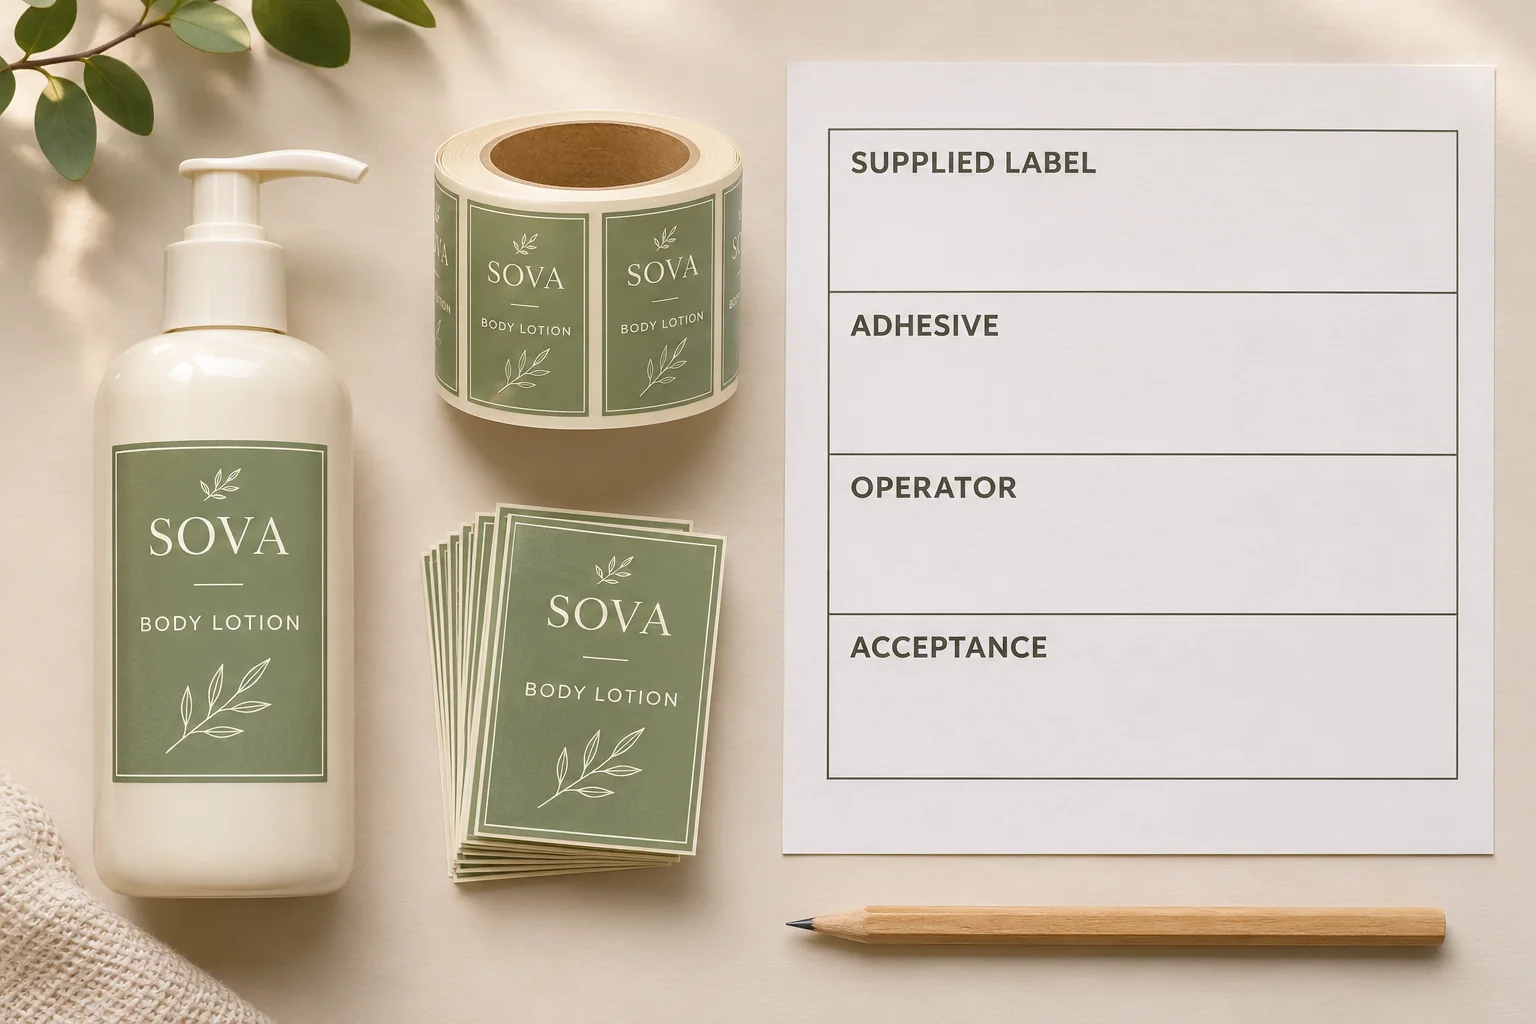 SOVA
BODY LOTION
SOVA
BODY LOTION
SOVA
BODY LOTION
SOVA
BODY LOTION
SUPPLIED LABEL
ADHESIVE
OPERATOR
ACCEPTANCE